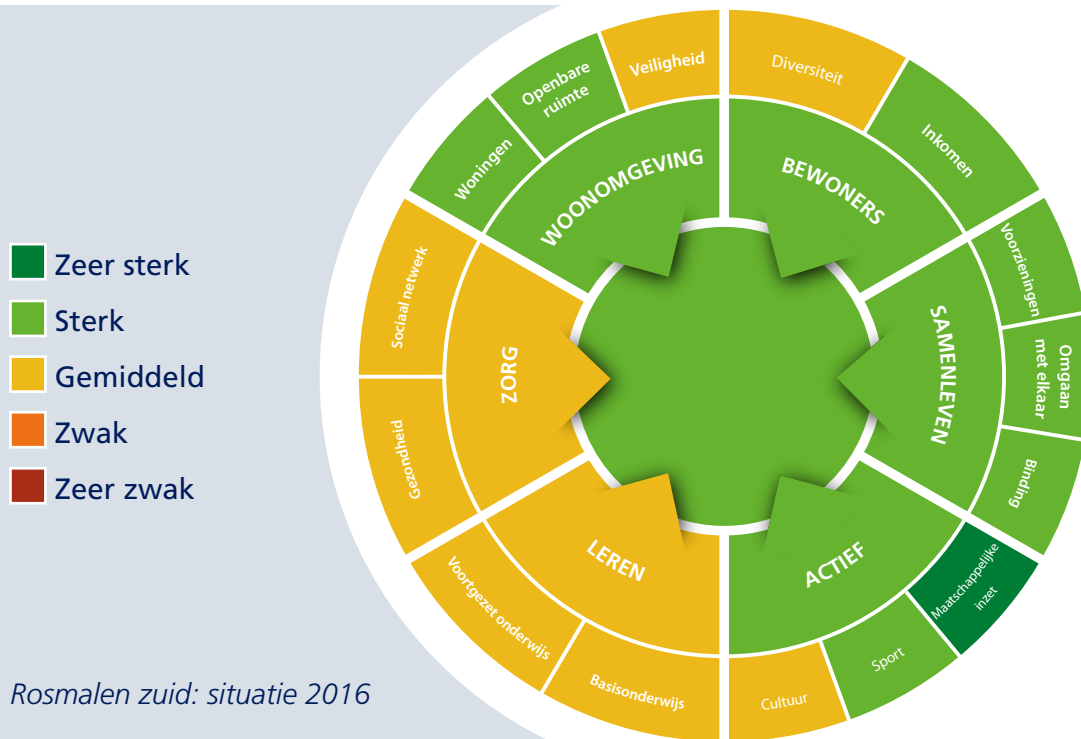 Zeer sterk
Sterk
Gemiddeld
Zwak
Zeer zwak
Rosmalen zuid: situatie 2016
WOONOMGEVING
Woningen
Openbare
ruimte
Veiligheid
BEWONERS
Diversiteit
Inkomen
SAMENLEVEN
Voorzieningen
Omgaan
met elkaar
Binding
ACTIEF
Maatschappelijke
inzet
Sport
Cultuur
LEREN
Basisonderwijs
Voortgezet onderwijs
ZORG
Gezondheid
Sociaal netwerk